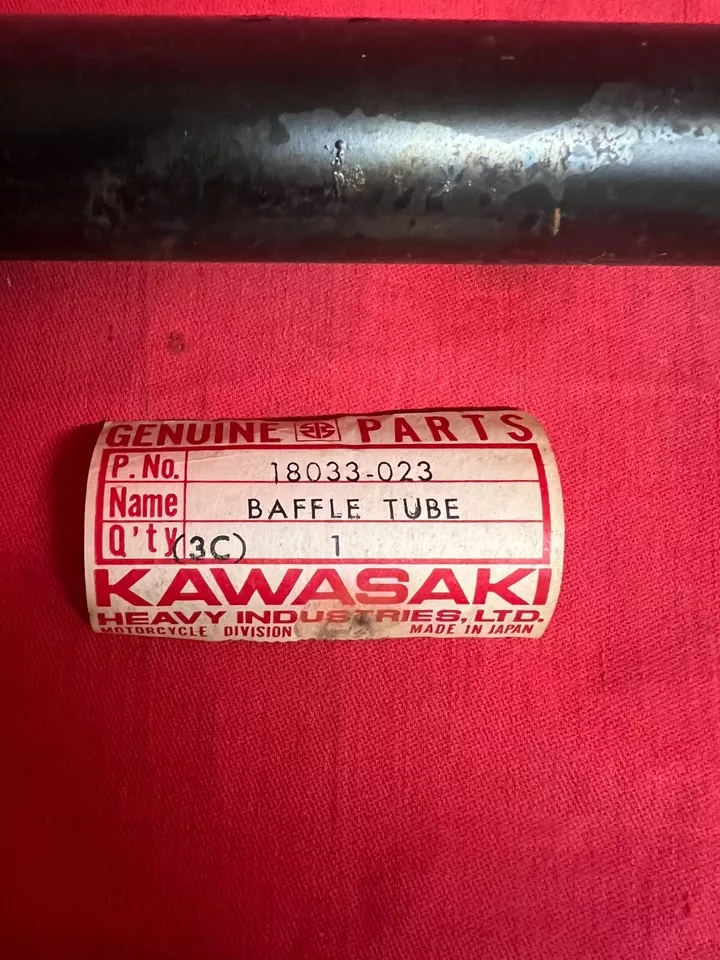 GENUINE PARTS
P. No. 18033-023
Name BAFFLE TUBE
Q'ty (3C) 1
KAWASAKI
HEAVY INDUSTRIES, LTD.
MOTORCYCLE DIVISION MADE IN JAPAN